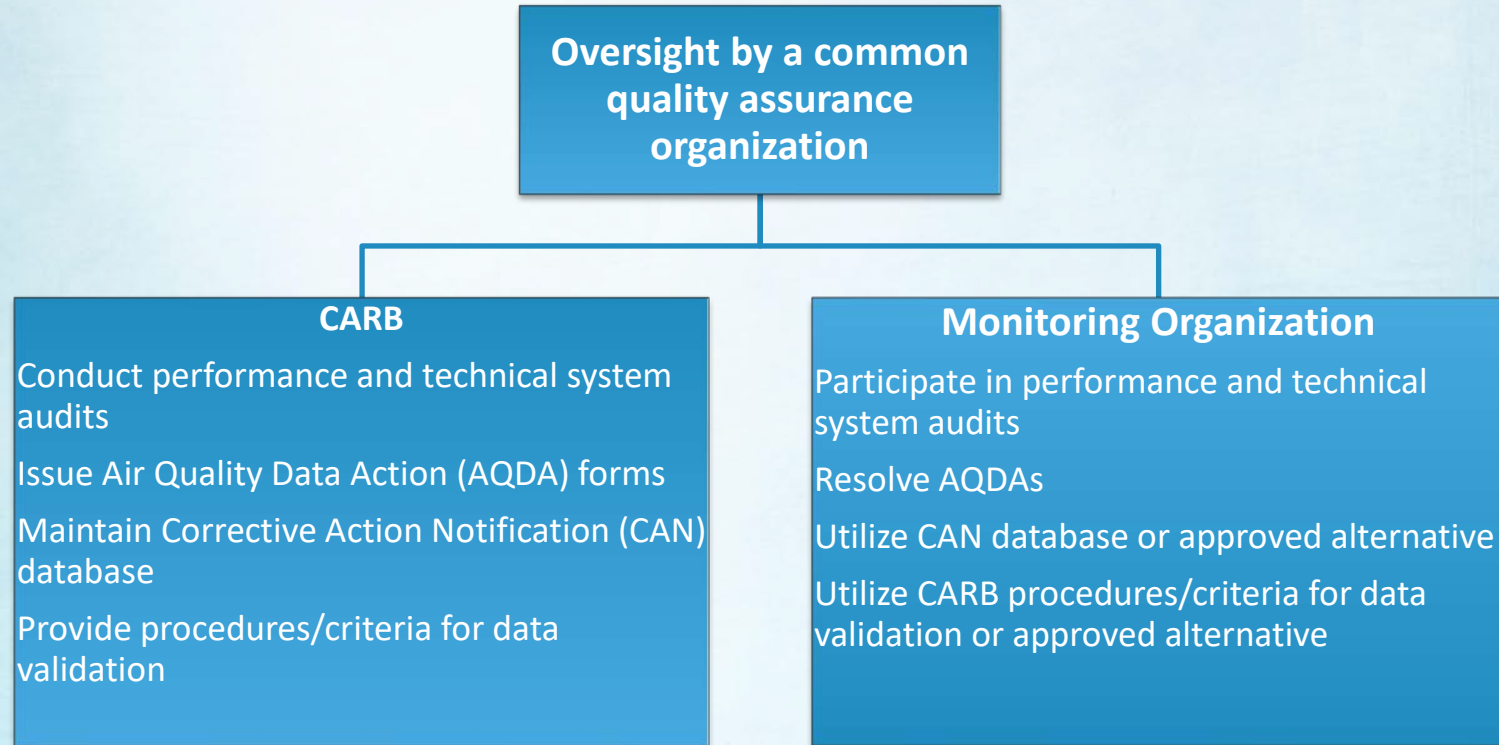 Oversight by a common
quality assurance
organization
CARB
Conduct performance and technical system
audits
Issue Air Quality Data Action (AQDA) forms
Maintain Corrective Action Notification (CAN)
database
Provide procedures/criteria for data
validation
Monitoring Organization
Participate in performance and technical
system audits
Resolve AQDAs
Utilize CAN database or approved alternative
Utilize CARB procedures/criteria for data
validation or approved alternative